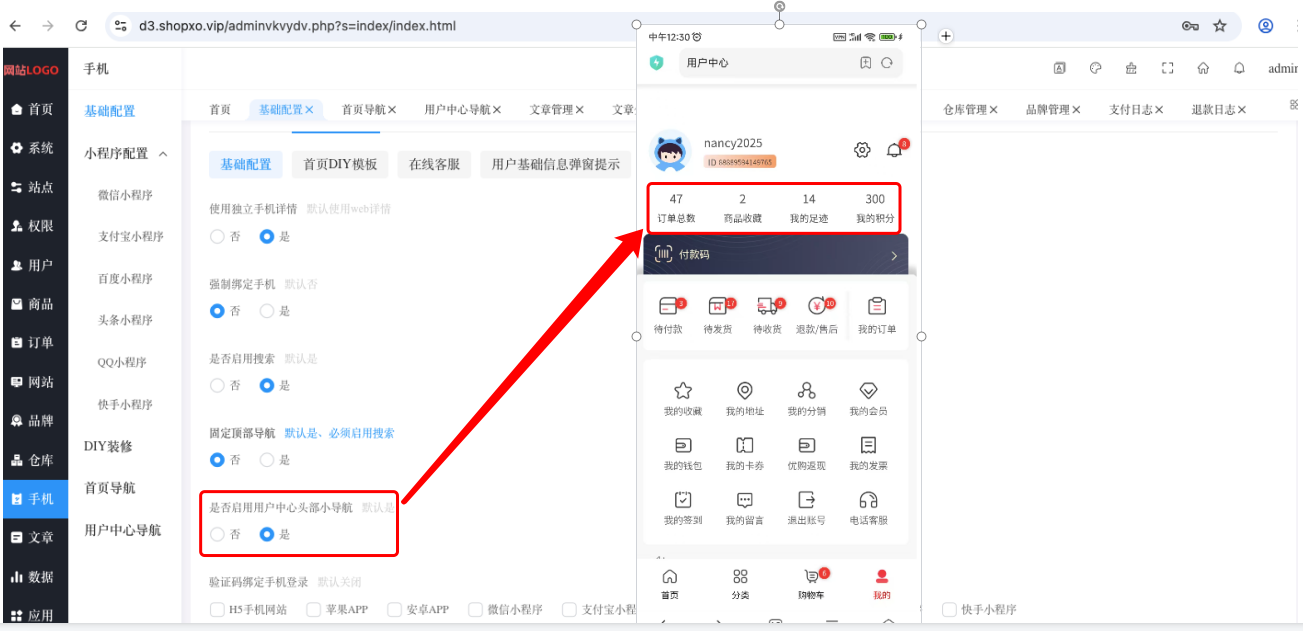 d3.shopxo.vip/adminvkvydv.php?s=index/index.html
网站LOGO
首页
系统
站点
权限
用户
商品
订单
网站
品牌
仓库
手机
文章
数据
应用
手机
基础配置
小程序配置
微信小程序
支付宝小程序
百度小程序
头条小程序
QQ小程序
快手小程序
DIY装修
首页导航
用户中心导航
admin
首页
基础配置
首页导航
用户中心导航
文章管理
仓库管理
品牌管理
支付日志
退款日志
基础配置
首页DIY模板
在线客服
用户基础信息弹窗提示
使用独立手机详情 默认使用web详情
否 是
强制绑定手机 默认否
否 是
是否启用搜索 默认是
否 是
固定顶部导航 默认是、必须启用搜索
否 是
是否启用用户中心头部小导航 默认是
否 是
验证码绑定手机登录 默认关闭
H5手机网站
苹果APP
安卓APP
微信小程序
支付宝小程
快手小程序
中午12:30
用户中心
nancy2025
8
47 2 14 300
订单总数 商品收藏 我的足迹 我的积分
付款码
3 17 9 10
待付款 待发货 待收货 退款/售后 我的订单
我的收藏 我的地址 我的分销 我的会员
我的钱包 我的卡券 优购返现 我的发票
我的签到 我的留言 退出账号 电话客服
6
首页 分类 购物车 我的